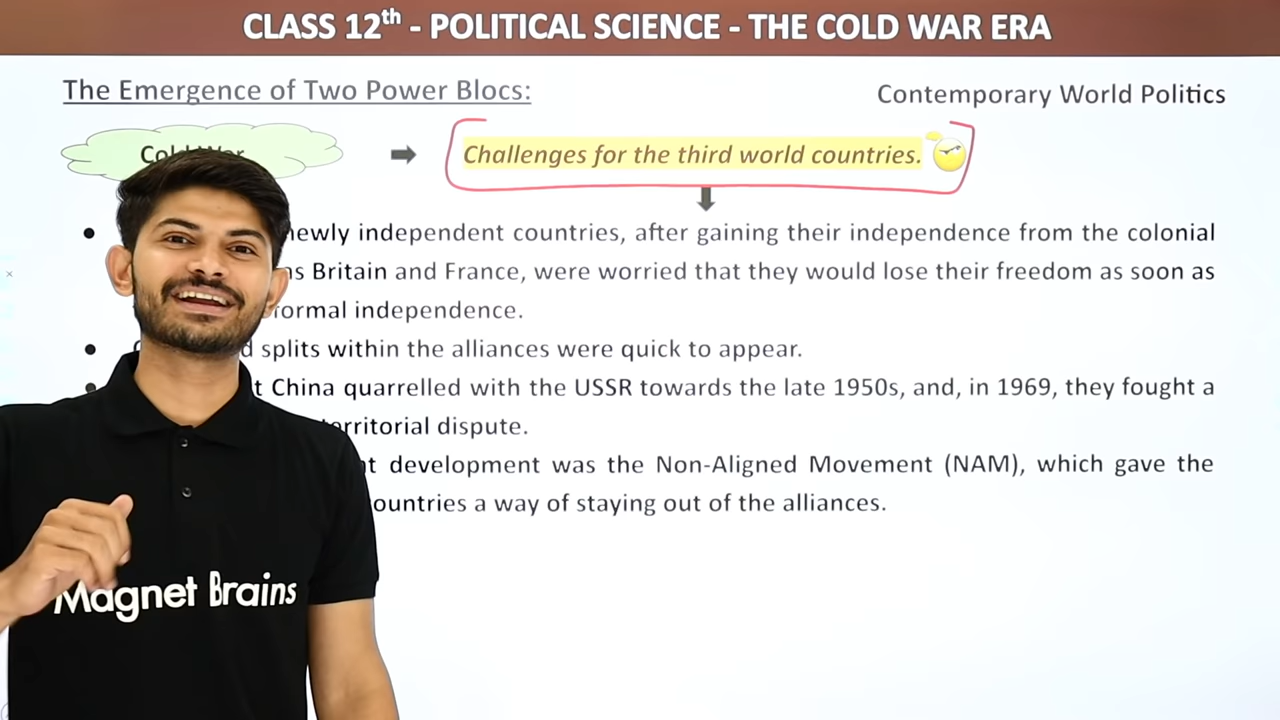 CLASS 12th - POLITICAL SCIENCE - THE COLD WAR ERA
The Emergence of Two Power Blocs:
Contemporary World Politics
Challenges for the third world countries.
newly independent countries, after gaining their independence from the colonial
Britain and France, were worried that they would lose their freedom as soon as
formal independence.
splits within the alliances were quick to appear.
China quarrelled with the USSR towards the late 1950s, and, in 1969, they fought a
territorial dispute.
development was the Non-Aligned Movement (NAM), which gave the
countries a way of staying out of the alliances.
Magnet Brains